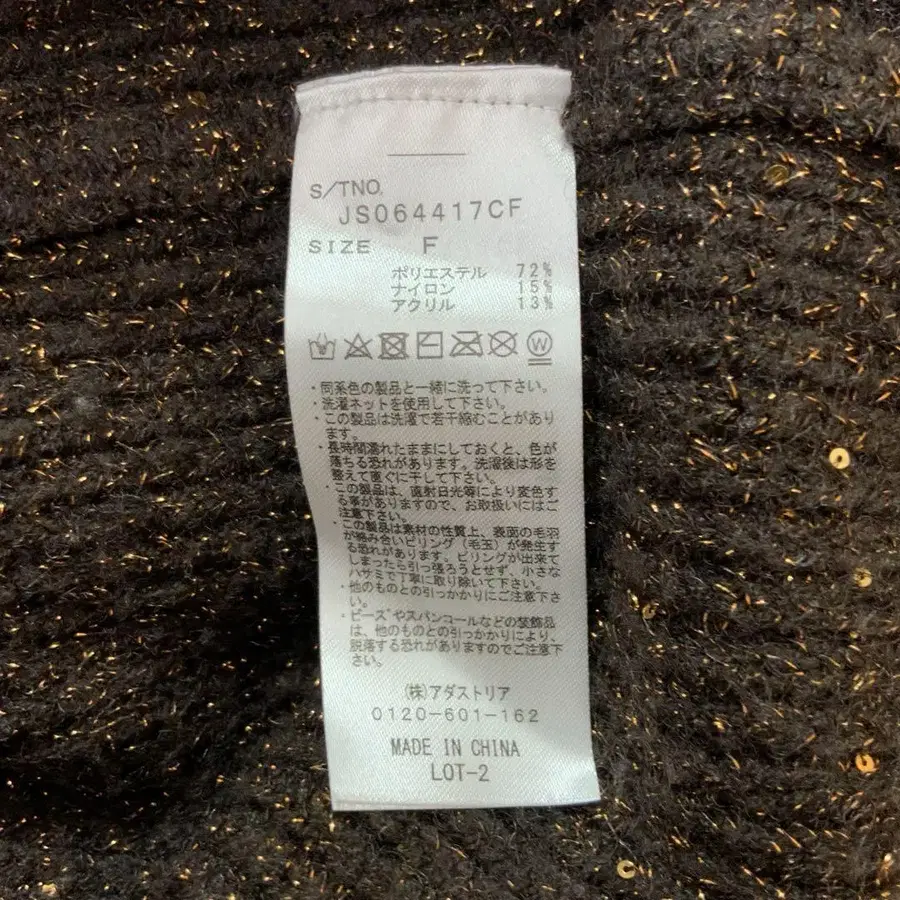 S/TNO.
JS064417CF
SIZE F
ポリエステル 72%
ナイロン 15%
アクリル 13%
W
・同系色の製品と一緒に洗って下さい。
・洗濯ネットを使用して下さい。
・この製品は洗濯で若干縮むことがあり
ます。
・長時間濡れたままにしておくと、色が
落ちる恐れがあります。洗濯後は形を
整えて直ぐに干して下さい。
・この製品は、直射日光等により変色す
る事がありますので、お取扱いにはご
注意下さい。
・この製品は素材の性質上、表面の毛羽
が絡み合いピリング（毛玉）が発生す
る恐れがあります。ピリングが出来て
しまったら引っ張ろうとせず、小さな
ハサミで丁寧に取り除いて下さい。
・他のものとの引っかかりにご注意下さ
い。
・ビーズやスパンコールなどの装飾品
は、他のものとの引っかかりにより、
脱落する恐れがありますのでご注意下
さい。
(株)アダストリア
0120-601-162
MADE IN CHINA
LOT-2